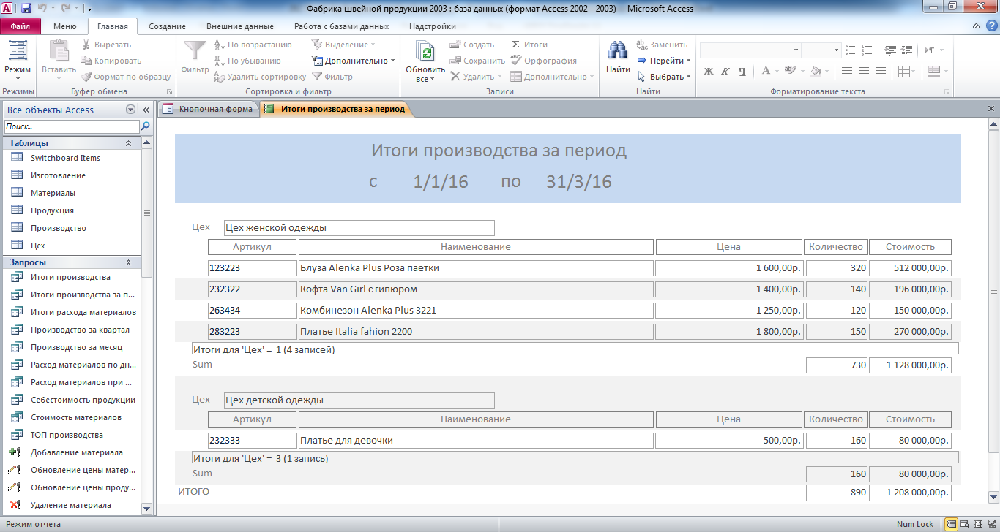 Фабрика швейной продукции 2003 : база данных (формат Access 2002 - 2003) - Microsoft Access
Файл Меню Главная Создание Внешние данные Работа с базами данных Надстройки
Режим
Режимы
Вставить
Вырезать
Копировать
Формат по образцу
Буфер обмена
Фильтр
По возрастанию
По убыванию
Удалить сортировку
Выделение
Дополнительно
Фильтр
Сортировка и фильтр
Обновить
все
Создать
Сохранить
Удалить
Итоги
Орфография
Дополнительно
Записи
Найти
Заменить
Перейти
Выбрать
Найти
Ж К Ч
Форматирование текста
Все объекты Access
Поиск...
Таблицы
Switchboard Items
Изготовление
Материалы
Продукция
Производство
Цех
Запросы
Итоги производства
Итоги производства за п...
Итоги расхода материалов
Производство за квартал
Производство за месяц
Расход материалов по дн...
Расход материалов при ...
Себестоимость продукции
Стоимость материалов
ТОП производства
Добавление материала
Обновление цены матер...
Обновление цены проду...
Удаление материала
Кнопочная форма Итоги производства за период
Итоги производства за период
с 1/1/16 по 31/3/16
Цех Цех женской одежды
Артикул Наименование Цена Количество Стоимость
123223 Блуза Alenka Plus Роза паетки 1 600,00р. 320 512 000,00р.
232322 Кофта Van Girl с гипюром 1 400,00р. 140 196 000,00р.
263434 Комбинезон Alenka Plus 3221 1 250,00р. 120 150 000,00р.
283223 Платье Italia fahion 2200 1 800,00р. 150 270 000,00р.
Итоги для 'Цех' = 1 (4 записей)
Sum 730 1 128 000,00р.
Цех Цех детской одежды
Артикул Наименование Цена Количество Стоимость
232333 Платье для девочки 500,00р. 160 80 000,00р.
Итоги для 'Цех' = 3 (1 запись)
Sum 160 80 000,00р.
ИТОГО 890 1 208 000,00р.
Режим отчета
Num Lock